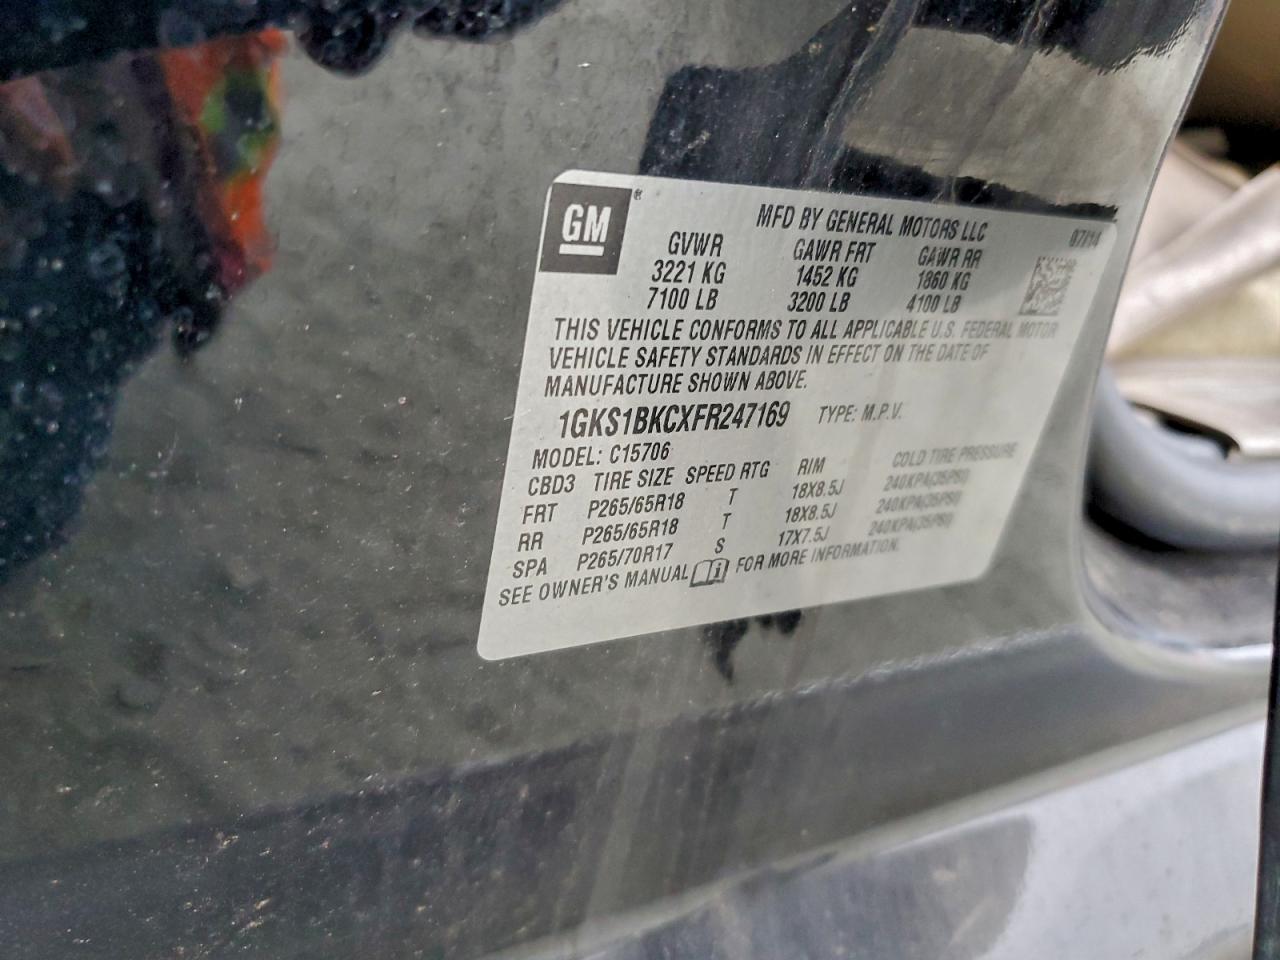 GM ®
MFD BY GENERAL MOTORS LLC 07/14
GVWR GAWR FRT GAWR RR
3221 KG 1452 KG 1860 KG
7100 LB 3200 LB 4100 LB
THIS VEHICLE CONFORMS TO ALL APPLICABLE U.S. FEDERAL MOTOR
VEHICLE SAFETY STANDARDS IN EFFECT ON THE DATE OF
MANUFACTURE SHOWN ABOVE.
1GKS1BKCXFR247169 TYPE: M.P.V.
MODEL: C15706
CBD3 TIRE SIZE SPEED RTG RIM COLD TIRE PRESSURE
FRT P265/65R18 T 18X8.5J 240KPA(35PSI)
RR P265/65R18 T 18X8.5J 240KPA(35PSI)
SPA P265/70R17 S 17X7.5J 240KPA(35PSI)
SEE OWNER'S MANUAL FOR MORE INFORMATION.